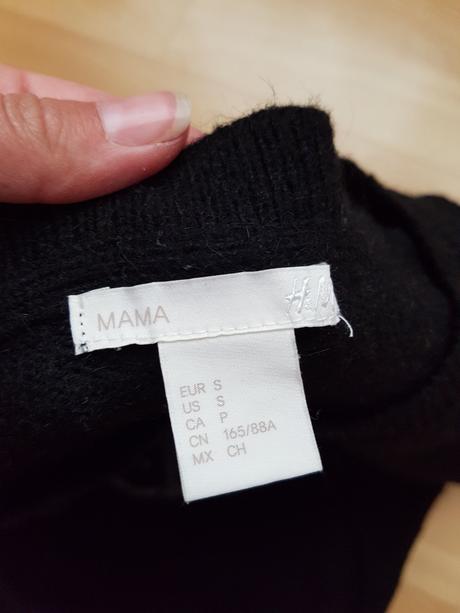 MAMA
H&M
EUR S
US S
CA P
CN 165/88A
MX CH